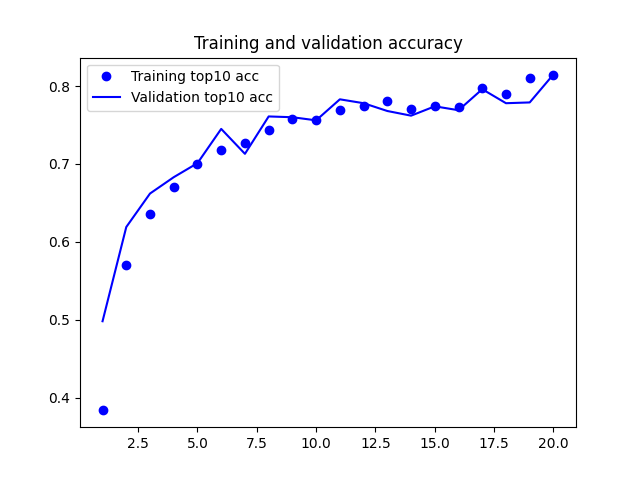 Training and validation accuracy
Training top10 acc
Validation top10 acc
0.8
0.7
0.6
0.5
0.4
2.5 5.0 7.5 10.0 12.5 15.0 17.5 20.0